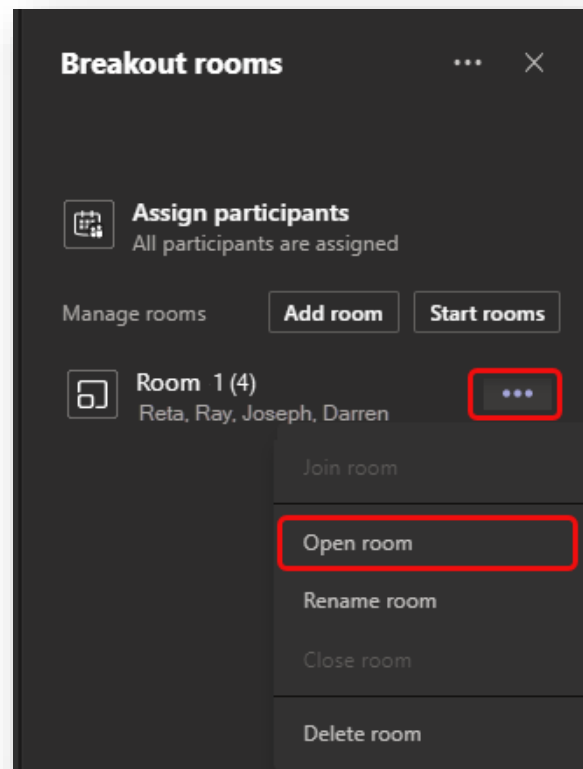 Breakout rooms
Assign participants
All participants are assigned
Manage rooms Add room Start rooms
Room 1 (4)
Reta, Ray, Joseph, Darren
Join room
Open room
Rename room
Close room
Delete room